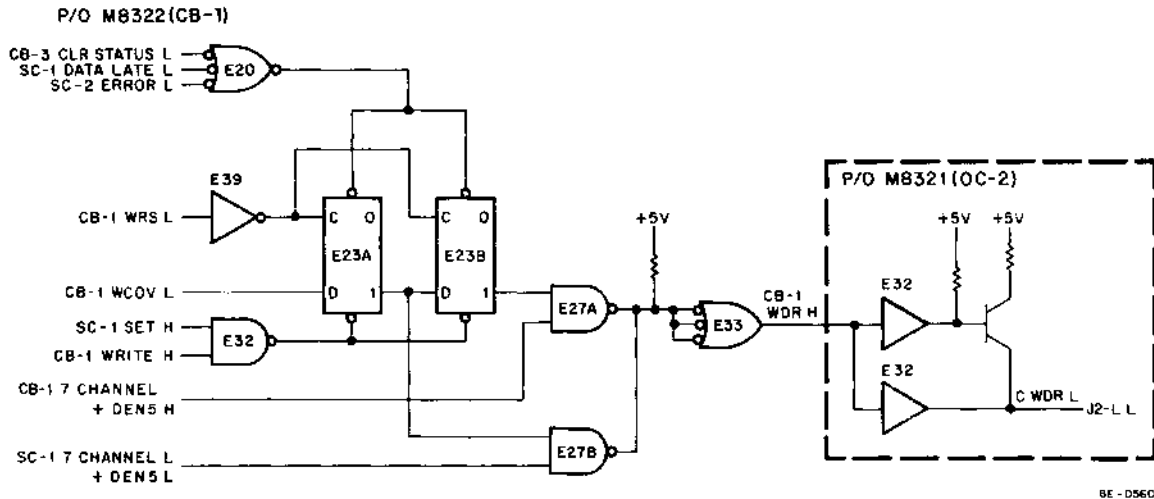 P/O M8322(CB-1)
CB-3 CLR STATUS L
SC-1 DATA LATE L
SC-2 ERROR L
E20
E39
CB-1 WRS L
C 0
E23A
D 1
C 0
E23B
D 1
CB-1 WCOV L
SC-1 SET H
CB-1 WRITE H
E32
CB-1 7 CHANNEL
+ DEN5 H
SC-1 7 CHANNEL L
+ DEN5 L
E27A
E27B
+5V
E33
CB-1
WDR H
P/O M8321(OC-2)
+5V
+5V
E32
E32
C WDR L
J2-L L
8E-0560